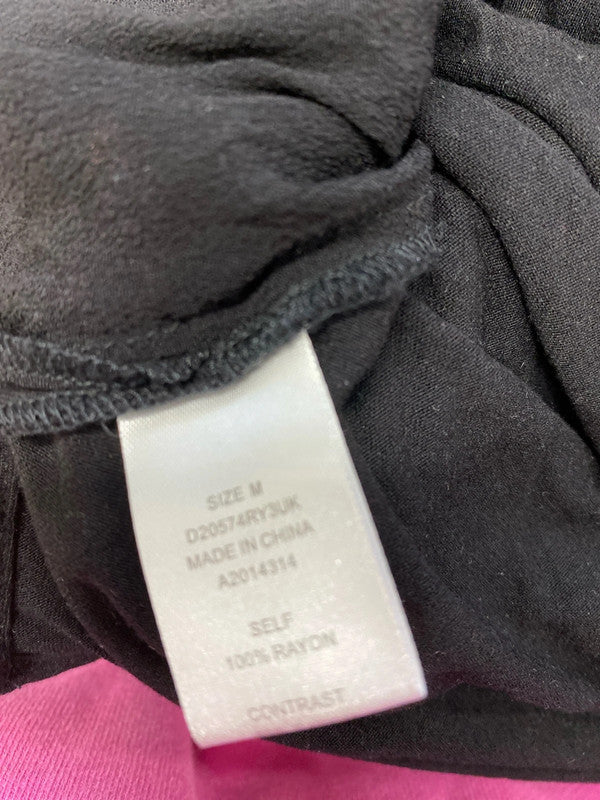 SIZE M
D20574RY3UK
MADE IN CHINA
A2014314
SELF
100% RAYON
CONTRAST